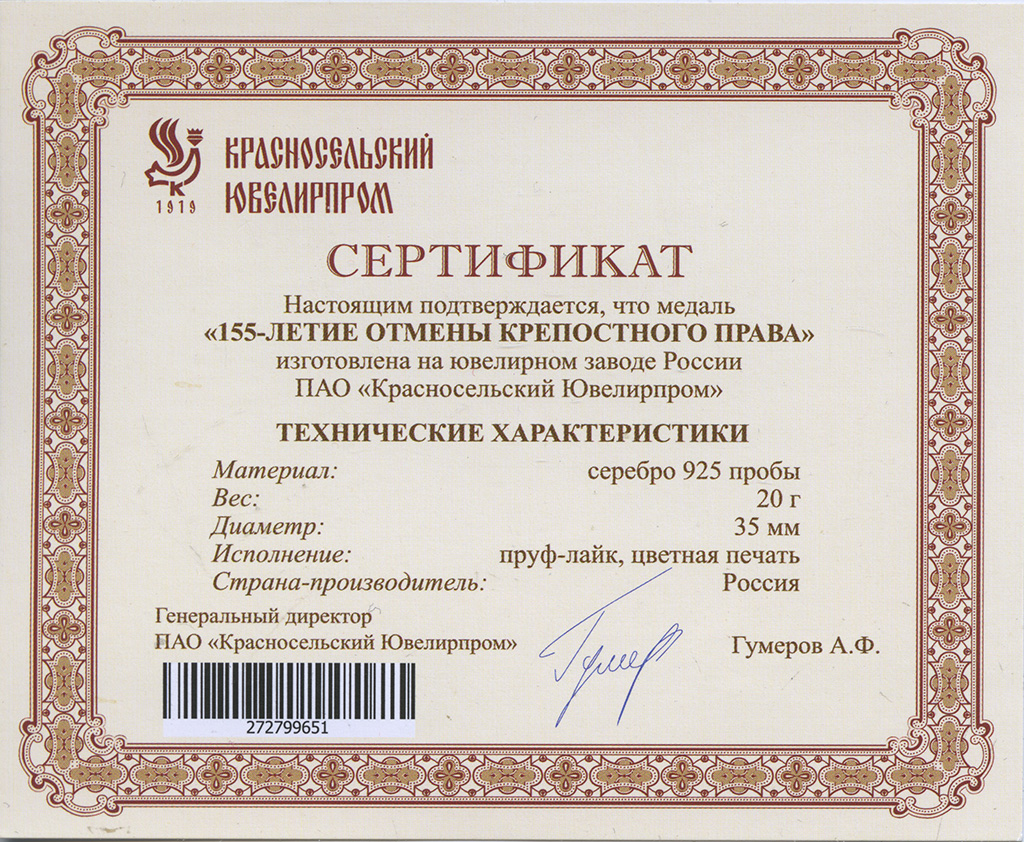 КРАСНОСЕЛЬСКИЙ
ЮВЕЛИРПРОМ
К
1919
СЕРТИФИКАТ
Настоящим подтверждается, что медаль
«155-ЛЕТИЕ ОТМЕНЫ КРЕПОСТНОГО ПРАВА»
изготовлена на ювелирном заводе России
ПАО «Красносельский Ювелирпром»
ТЕХНИЧЕСКИЕ ХАРАКТЕРИСТИКИ
Материал: серебро 925 пробы
Вес: 20 г
Диаметр: 35 мм
Исполнение: пруф-лайк, цветная печать
Страна-производитель: Россия
Генеральный директор
ПАО «Красносельский Ювелирпром» Гумеров А.Ф.
272799651